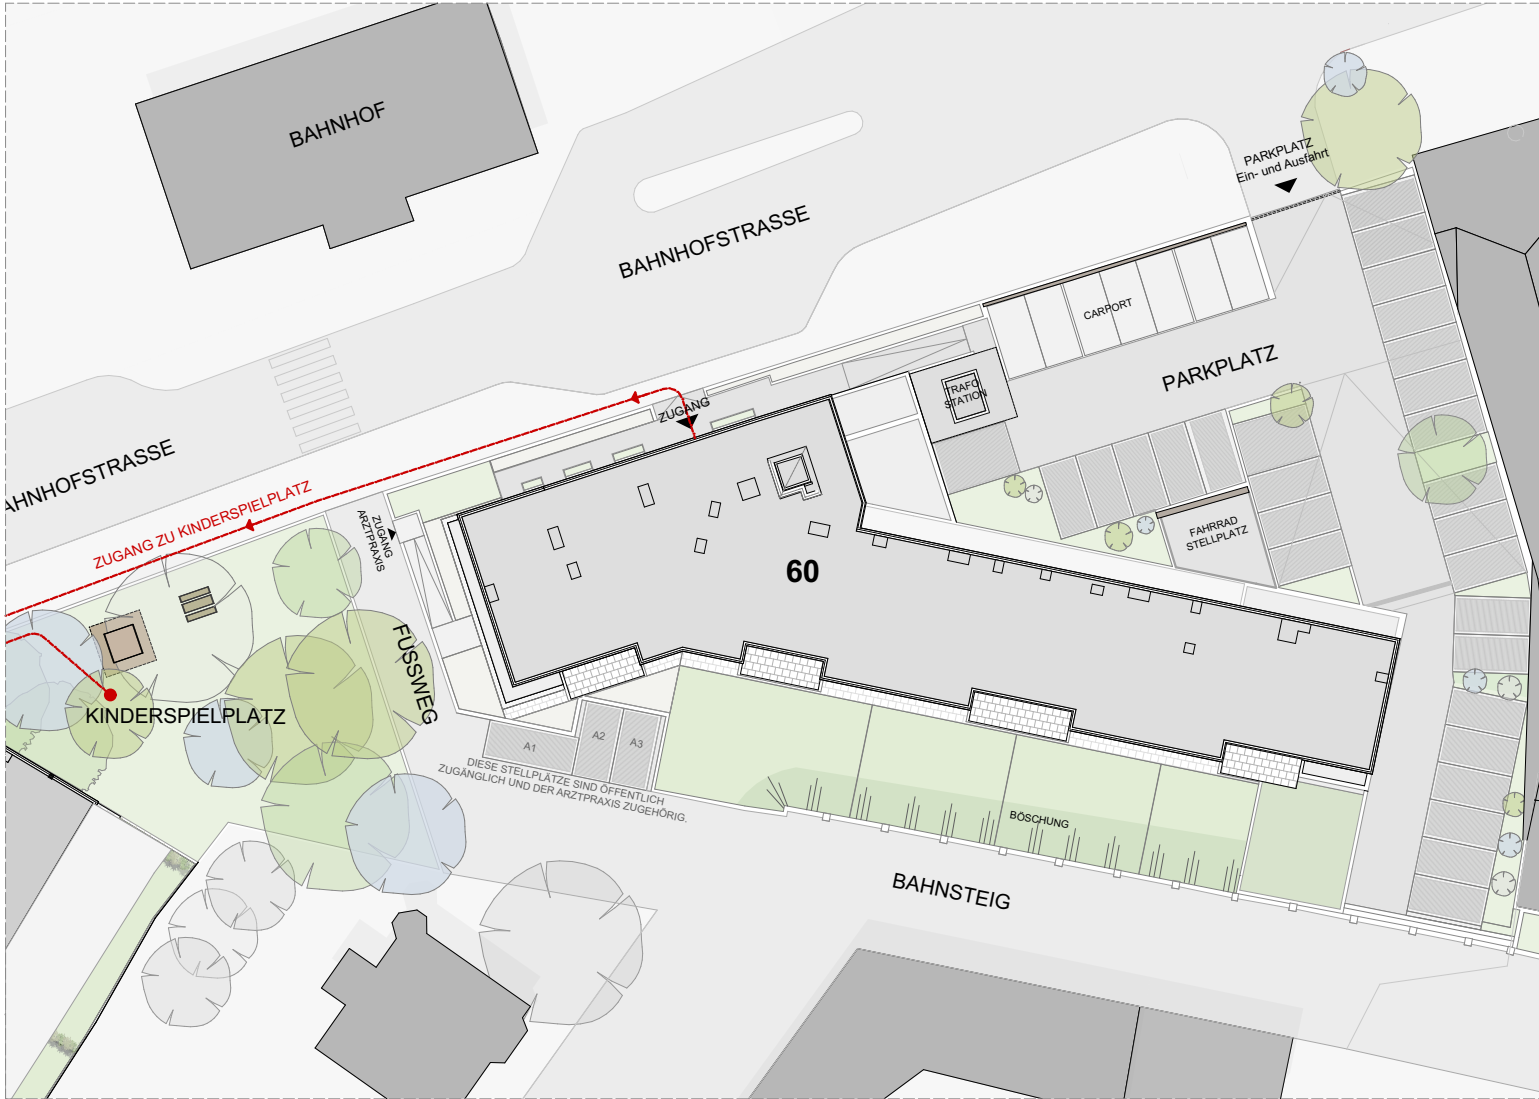 BAHNHOF
PARKPLATZ
Ein- und Ausfahrt
BAHNHOFSTRASSE
CARPORT
PARKPLATZ
TRAFO
STATION
ZUGANG
AHNHOFSTRASSE
ZUGANG ZU KINDERSPIELPLATZ
ZUGANG
ARZTPRAXIS
FAHRRAD
STELLPLATZ
60
FUSSWEG
KINDERSPIELPLATZ
A1
A2
A3
DIESE STELLPLÄTZE SIND ÖFFENTLICH
ZUGÄNGLICH UND DER ARZTPRAXIS ZUGEHÖRIG.
BÖSCHUNG
BAHNSTEIG